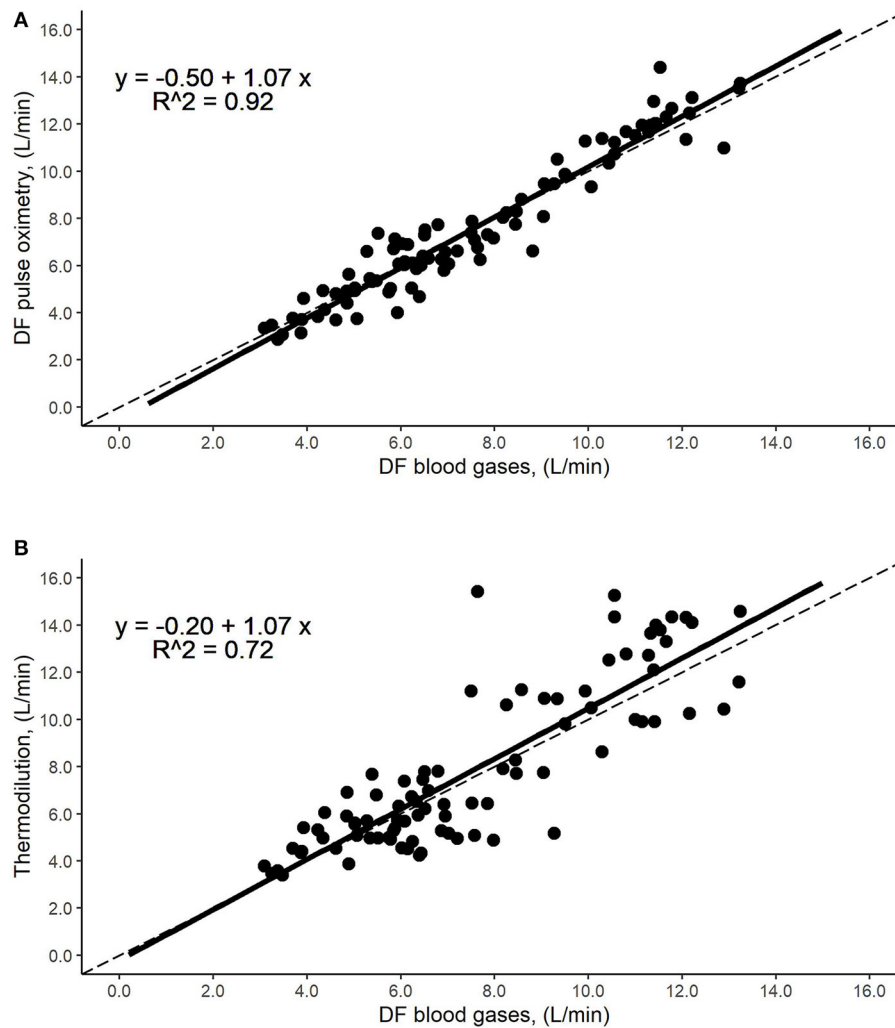 A
16.0
14.0
12.0
10.0
8.0
6.0
4.0
2.0
0.0
DF pulse oximetry, (L/min)
y = -0.50 + 1.07 x
R^2 = 0.92
0.0 2.0 4.0 6.0 8.0 10.0 12.0 14.0 16.0
DF blood gases, (L/min)
B
16.0
14.0
12.0
10.0
8.0
6.0
4.0
2.0
0.0
Thermodilution, (L/min)
y = -0.20 + 1.07 x
R^2 = 0.72
0.0 2.0 4.0 6.0 8.0 10.0 12.0 14.0 16.0
DF blood gases, (L/min)